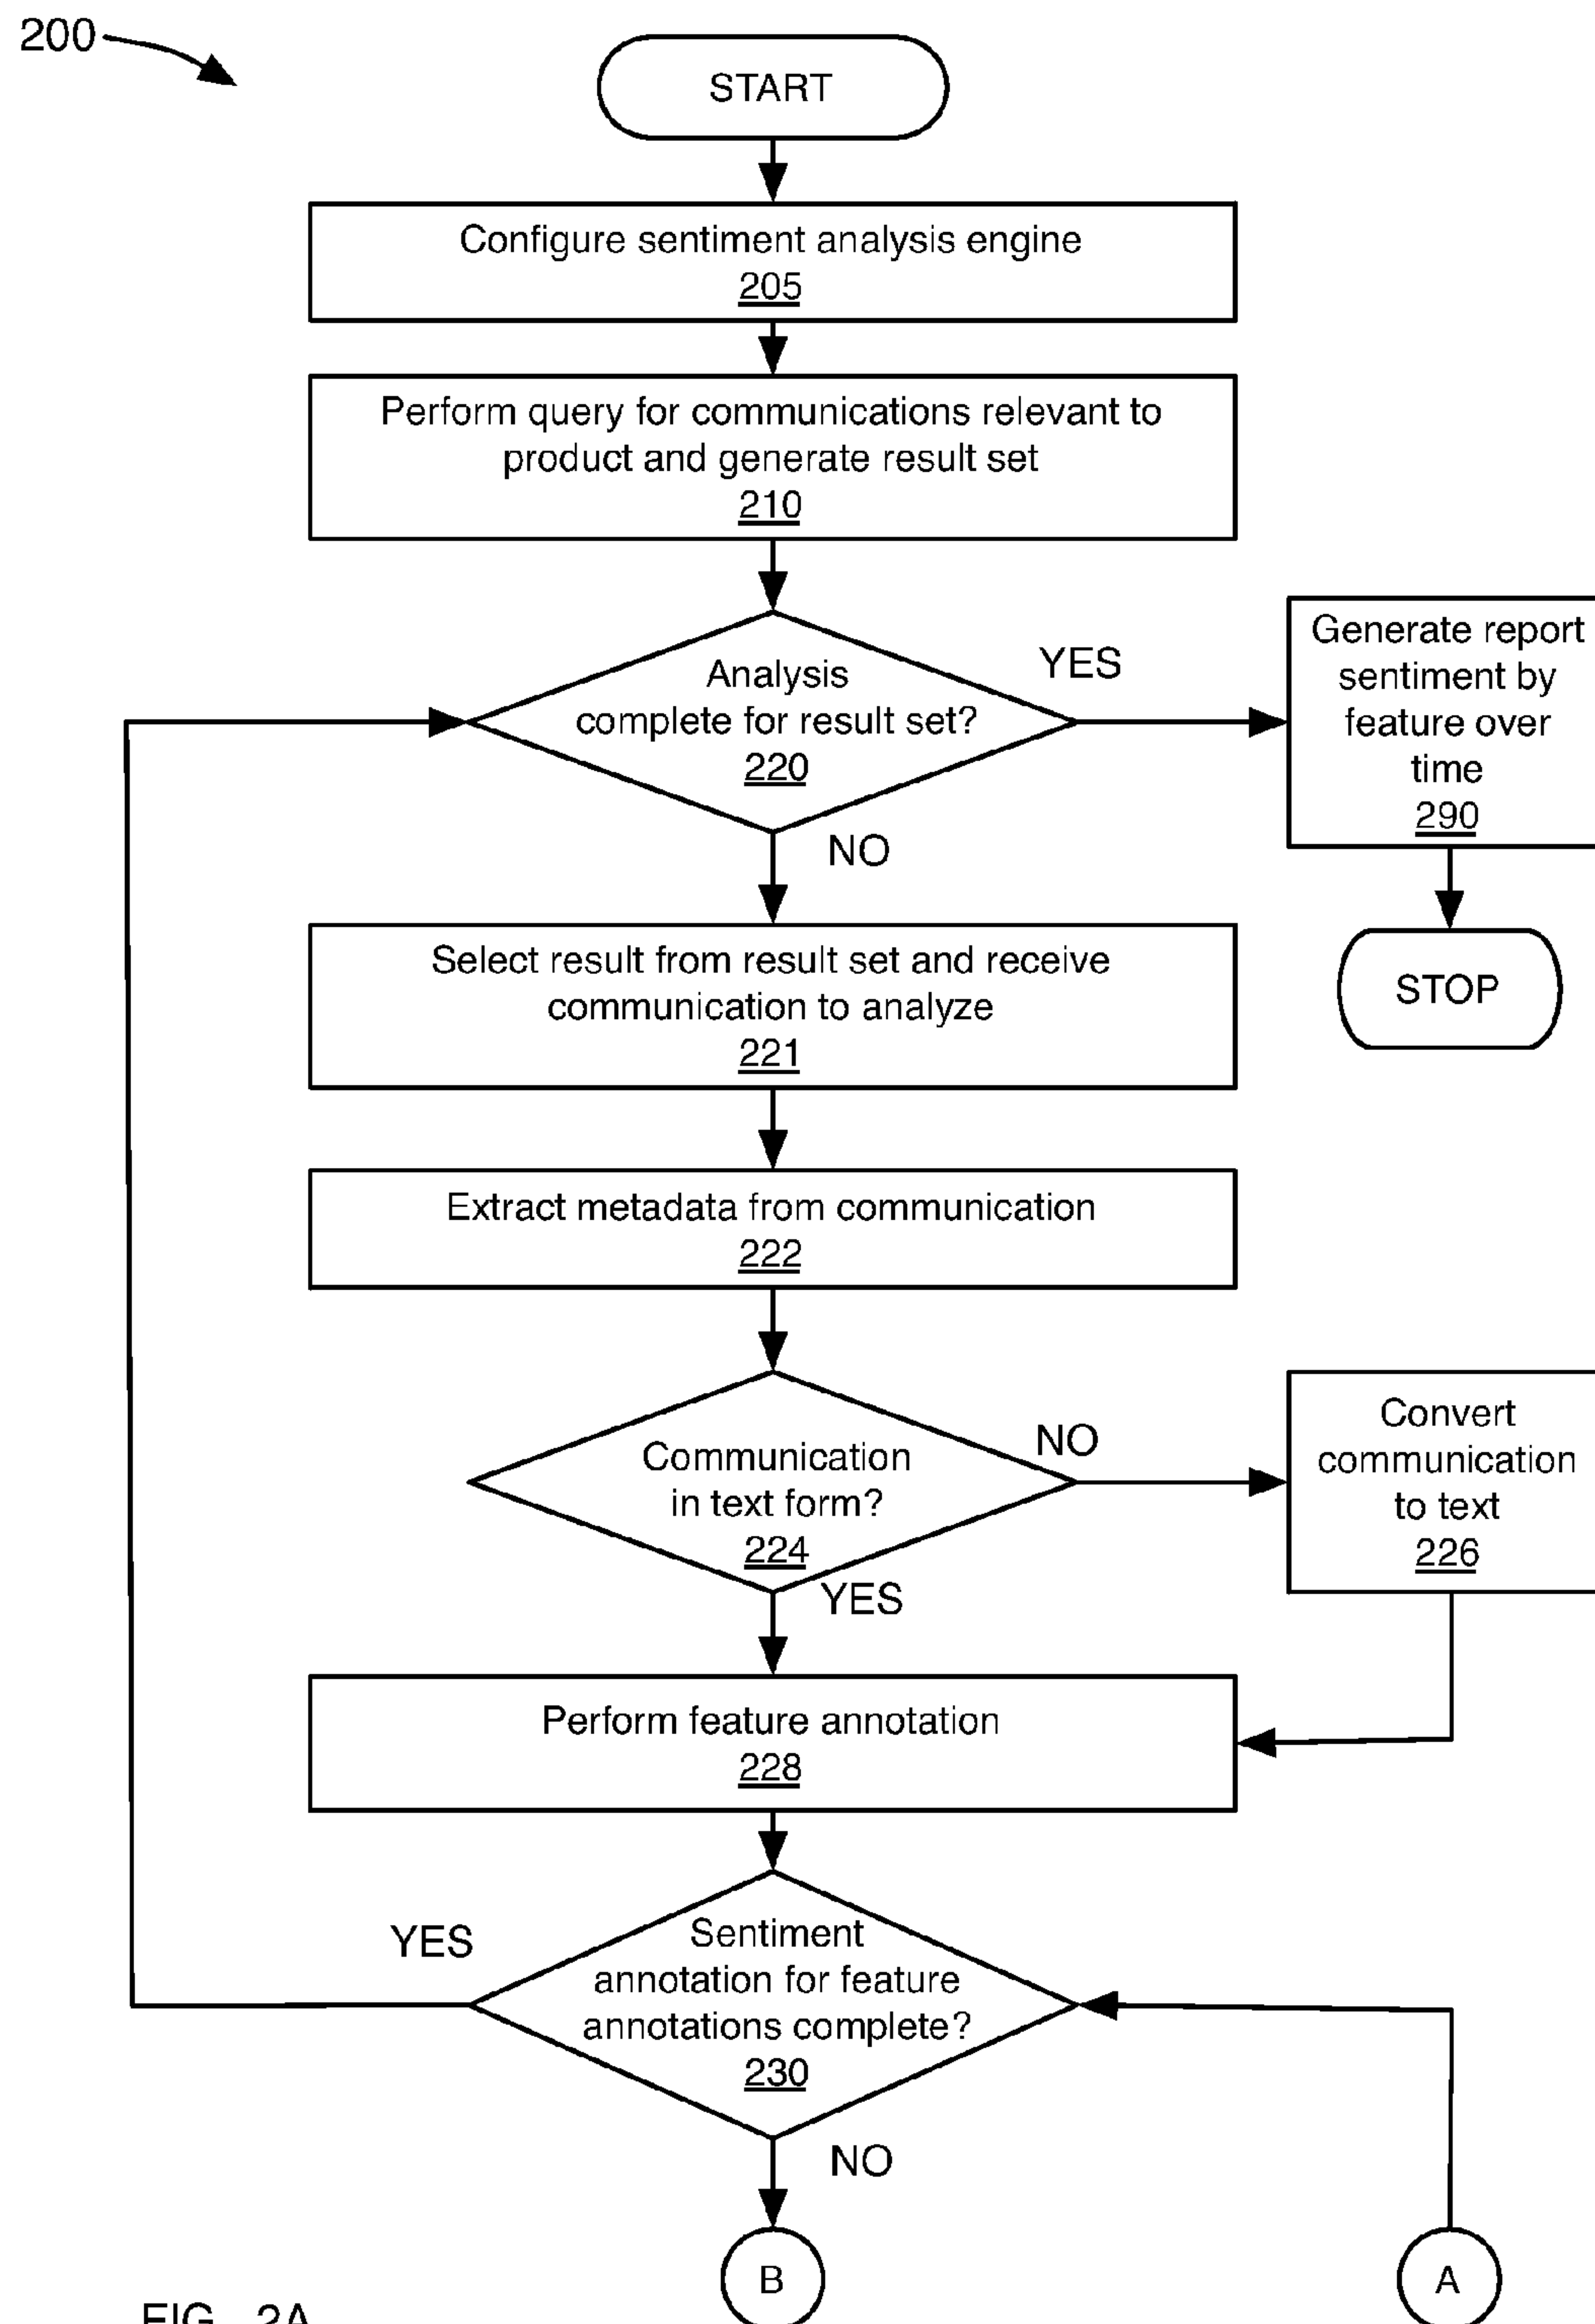 200
START
Configure sentiment analysis engine
205
Perform query for communications relevant to
product and generate result set
210
Analysis
complete for result set?
220
YES
Generate report
sentiment by
feature over
time
290
NO
STOP
Select result from result set and receive
communication to analyze
221
Extract metadata from communication
222
Communication
in text form?
224
NO
Convert
communication
to text
226
YES
Perform feature annotation
228
Sentiment
annotation for feature
annotations complete?
230
YES
NO
B
A
FIG. 2A